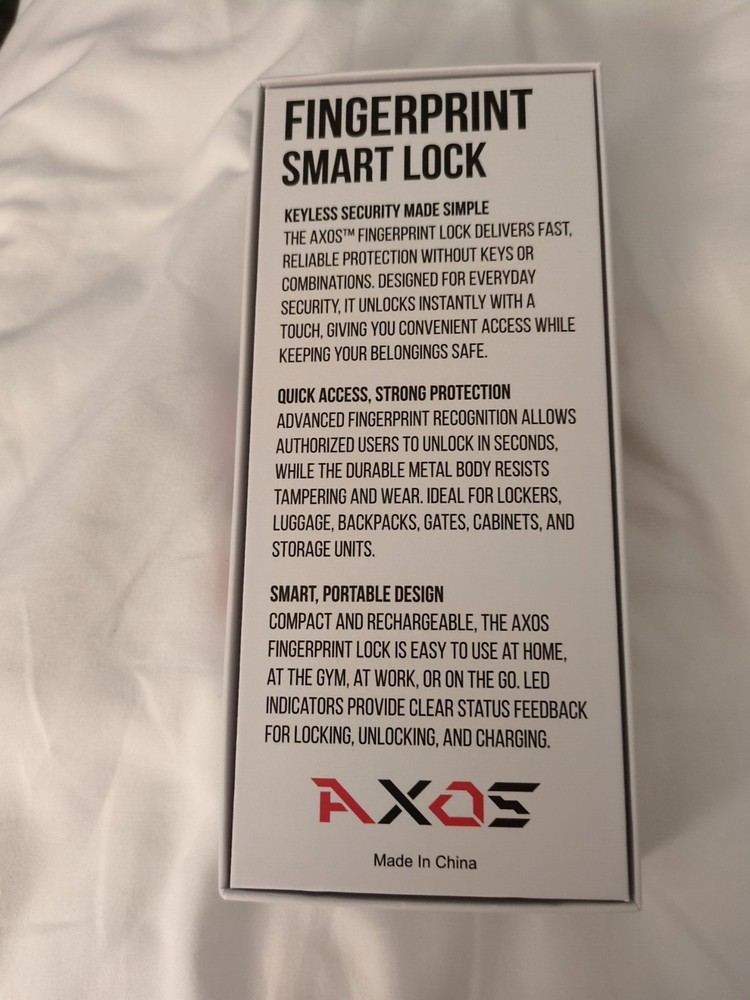 FINGERPRINT
SMART LOCK
KEYLESS SECURITY MADE SIMPLE
THE AXOS™ FINGERPRINT LOCK DELIVERS FAST,
RELIABLE PROTECTION WITHOUT KEYS OR
COMBINATIONS. DESIGNED FOR EVERYDAY
SECURITY, IT UNLOCKS INSTANTLY WITH A
TOUCH, GIVING YOU CONVENIENT ACCESS WHILE
KEEPING YOUR BELONGINGS SAFE.
QUICK ACCESS, STRONG PROTECTION
ADVANCED FINGERPRINT RECOGNITION ALLOWS
AUTHORIZED USERS TO UNLOCK IN SECONDS,
WHILE THE DURABLE METAL BODY RESISTS
TAMPERING AND WEAR. IDEAL FOR LOCKERS,
LUGGAGE, BACKPACKS, GATES, CABINETS, AND
STORAGE UNITS.
SMART, PORTABLE DESIGN
COMPACT AND RECHARGEABLE, THE AXOS
FINGERPRINT LOCK IS EASY TO USE AT HOME,
AT THE GYM, AT WORK, OR ON THE GO. LED
INDICATORS PROVIDE CLEAR STATUS FEEDBACK
FOR LOCKING, UNLOCKING, AND CHARGING.
AXOS
Made In China